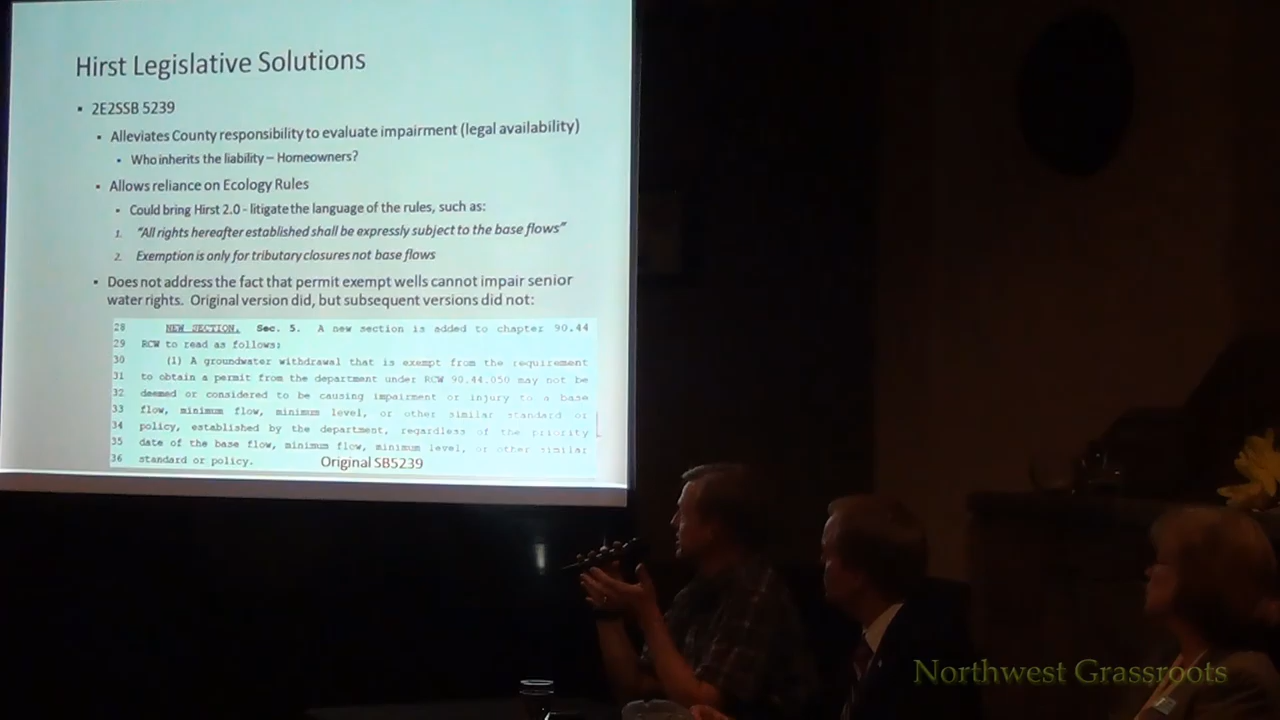 Hirst Legislative Solutions
▪ 2E2SSB 5239
▪ Alleviates County responsibility to evaluate impairment (legal availability)
▪ Who inherits the liability – Homeowners?
▪ Allows reliance on Ecology Rules
▪ Could bring Hirst 2.0 - litigate the language of the rules, such as:
1. "All rights hereafter established shall be expressly subject to the base flows"
2. Exemption is only for tributary closures not base flows
▪ Does not address the fact that permit exempt wells cannot impair senior
water rights. Original version did, but subsequent versions did not:
28 NEW SECTION. Sec. 5. A new section is added to chapter 90.44
29 RCW to read as follows:
30 (1) A groundwater withdrawal that is exempt from the requirement
31 to obtain a permit from the department under RCW 90.44.050 may not be
32 deemed or considered to be causing impairment or injury to a base
33 flow, minimum flow, minimum level, or other similar standard or
34 policy, established by the department, regardless of the priority
35 date of the base flow, minimum flow, minimum level, or other similar
36 standard or policy.
Original SB5239
Northwest Grassroots